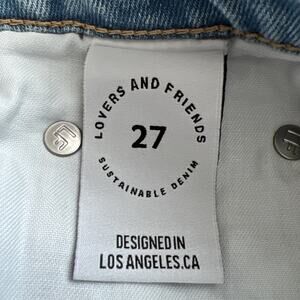 LOVERS AND FRIENDS
27
SUSTAINABLE DENIM
DESIGNED IN
LOS ANGELES.CA